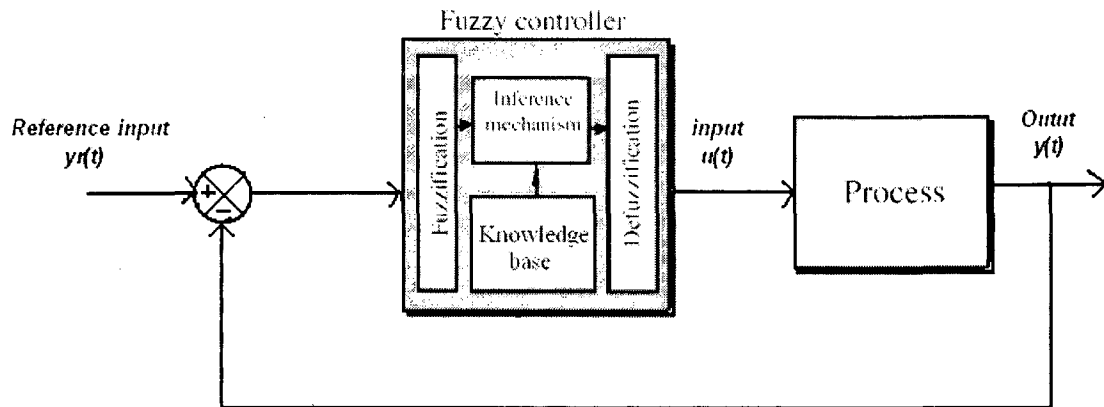 Fuzzy controller
Reference input
yr(t)
+
−
Fuzzification
Inference
mechanism
Knowledge
base
Defuzzification
input
u(t)
Process
Outut
y(t)